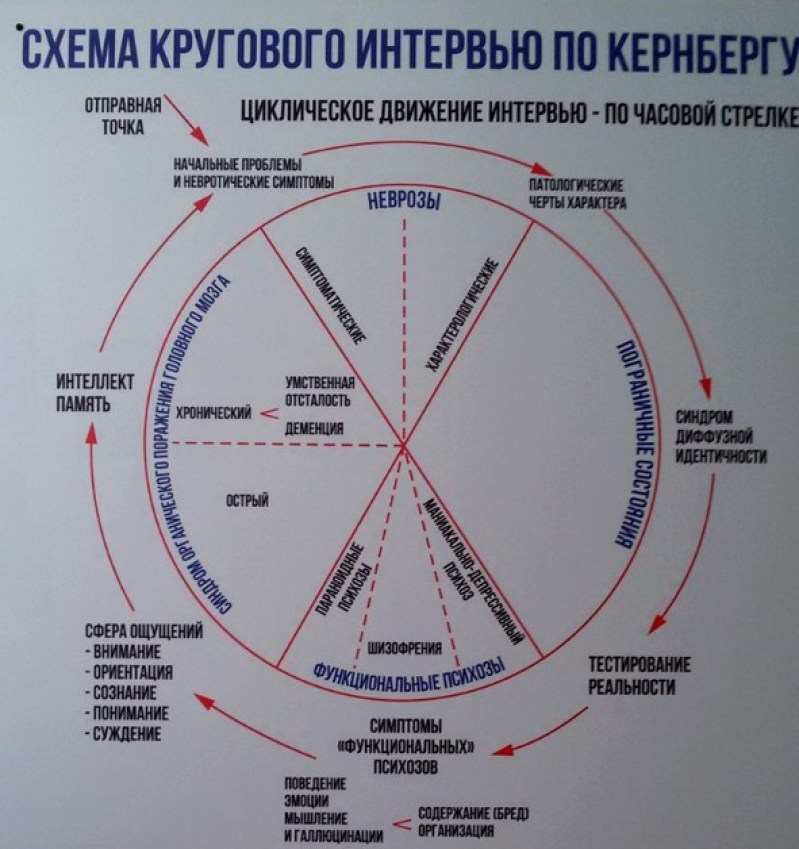 СХЕМА КРУГОВОГО ИНТЕРВЬЮ ПО КЕРНБЕРГУ
ЦИКЛИЧЕСКОЕ ДВИЖЕНИЕ ИНТЕРВЬЮ - ПО ЧАСОВОЙ СТРЕЛКЕ
ОТПРАВНАЯ
ТОЧКА
НАЧАЛЬНЫЕ ПРОБЛЕМЫ
И НЕВРОТИЧЕСКИЕ СИМПТОМЫ
ПАТОЛОГИЧЕСКИЕ
ЧЕРТЫ ХАРАКТЕРА
НЕВРОЗЫ
СИМПТОМАТИЧЕСКИЕ
ХАРАКТЕРОЛОГИЧЕСКИЕ
ПОГРАНИЧНЫЕ СОСТОЯНИЯ
СИНДРОМ
ДИФФУЗНОЙ
ИДЕНТИЧНОСТИ
ИНТЕЛЛЕКТ
ПАМЯТЬ
СИНДРОМ ОРГАНИЧЕСКОГО ПОРАЖЕНИЯ ГОЛОВНОГО МОЗГА
ХРОНИЧЕСКИЙ
УМСТВЕННАЯ
ОТСТАЛОСТЬ
ДЕМЕНЦИЯ
ОСТРЫЙ
ПАРАНОИДНЫЕ
ПСИХОЗЫ
ШИЗОФРЕНИЯ
МАНИАКАЛЬНО-ДЕПРЕССИВНЫЙ
ПСИХОЗ
ФУНКЦИОНАЛЬНЫЕ ПСИХОЗЫ
ТЕСТИРОВАНИЕ
РЕАЛЬНОСТИ
СФЕРА ОЩУЩЕНИЙ
- ВНИМАНИЕ
- ОРИЕНТАЦИЯ
- СОЗНАНИЕ
- ПОНИМАНИЕ
- СУЖДЕНИЕ
СИМПТОМЫ
«ФУНКЦИОНАЛЬНЫХ»
ПСИХОЗОВ
ПОВЕДЕНИЕ
ЭМОЦИИ
МЫШЛЕНИЕ
И ГАЛЛЮЦИНАЦИИ
СОДЕРЖАНИЕ (БРЕД)
ОРГАНИЗАЦИЯ